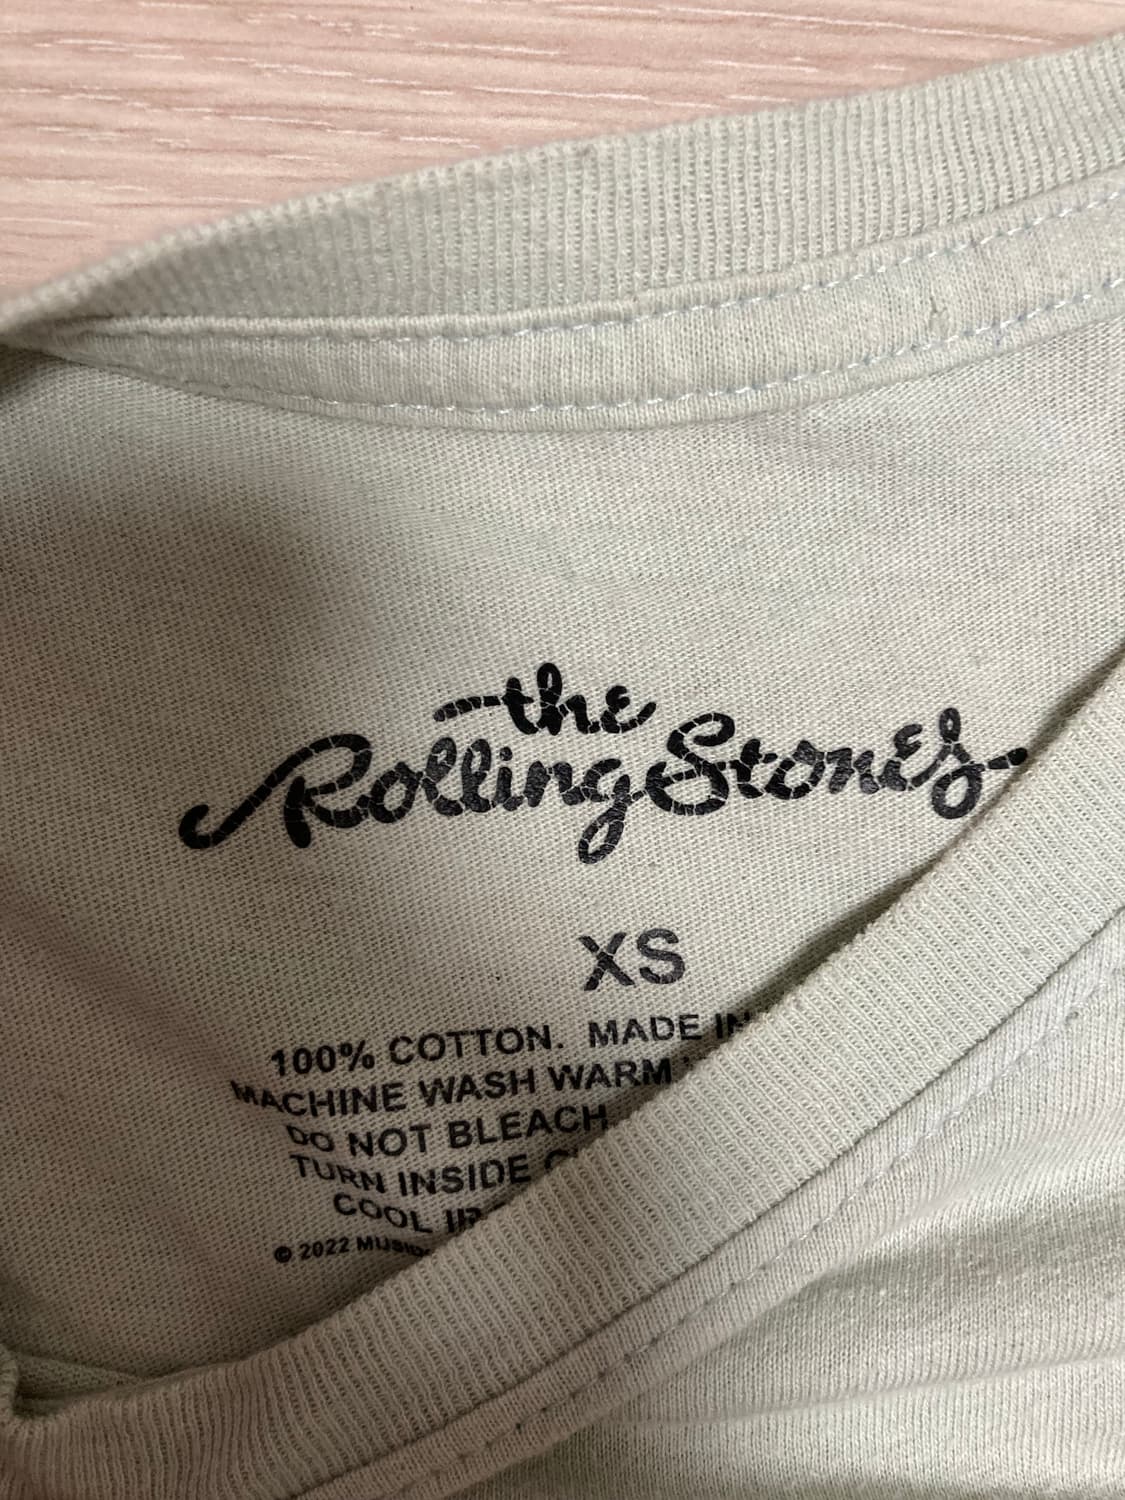 the
Rolling Stones
XS
100% COTTON. MADE IN
MACHINE WASH WARM
DO NOT BLEACH
TURN INSIDE
COOL
© 2022